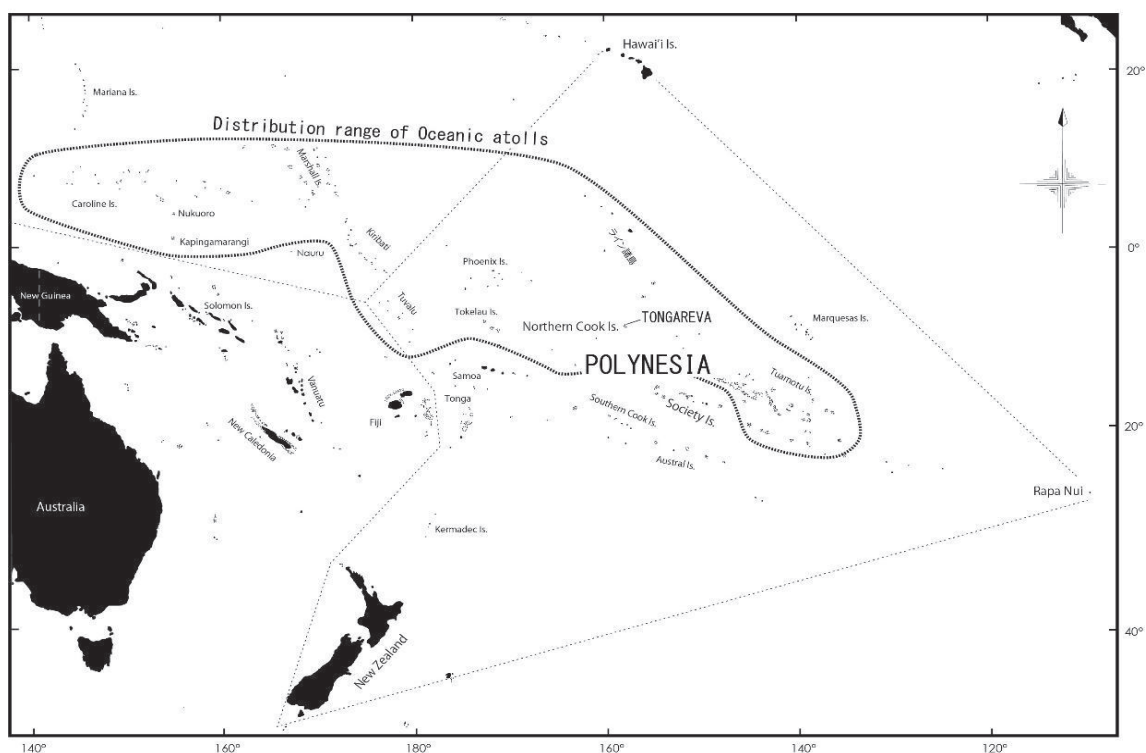 Hawai'i Is.
20°
Mariana Is.
Distribution range of Oceanic atolls
Marshall Is.
Caroline Is.
Nukuoro
Kapingamarangi
Nauru
Kiribati
ライン諸島
0°
Phoenix Is.
New Guinea
Solomon Is.
Tuvalu
Tokelau Is.
Northern Cook Is.
TONGAREVA
Marquesas Is.
POLYNESIA
Samoa
Tuamotu Is.
Vanuatu
Fiji
Tonga
Southern Cook Is.
Society Is.
New Caledonia
20°
Austral Is.
Australia
Rapa Nui
Kermadec Is.
40°
New Zealand
140°
160°
180°
160°
140°
120°